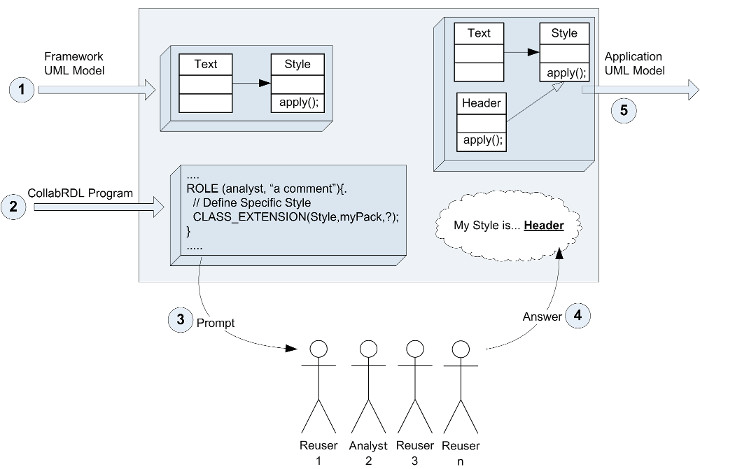 Framework
UML Model
1
Text
Style
apply();
Text
Style
apply();
Header
apply();
Application
UML Model
5
CollabRDL Program
2
....
ROLE (analyst, “a comment”){.
// Define Specific Style
CLASS_EXTENSION(Style,myPack,?);
}
.....
My Style is... Header
3
Prompt
Answer
4
Reuser
1
Analyst
2
Reuser
3
Reuser
n